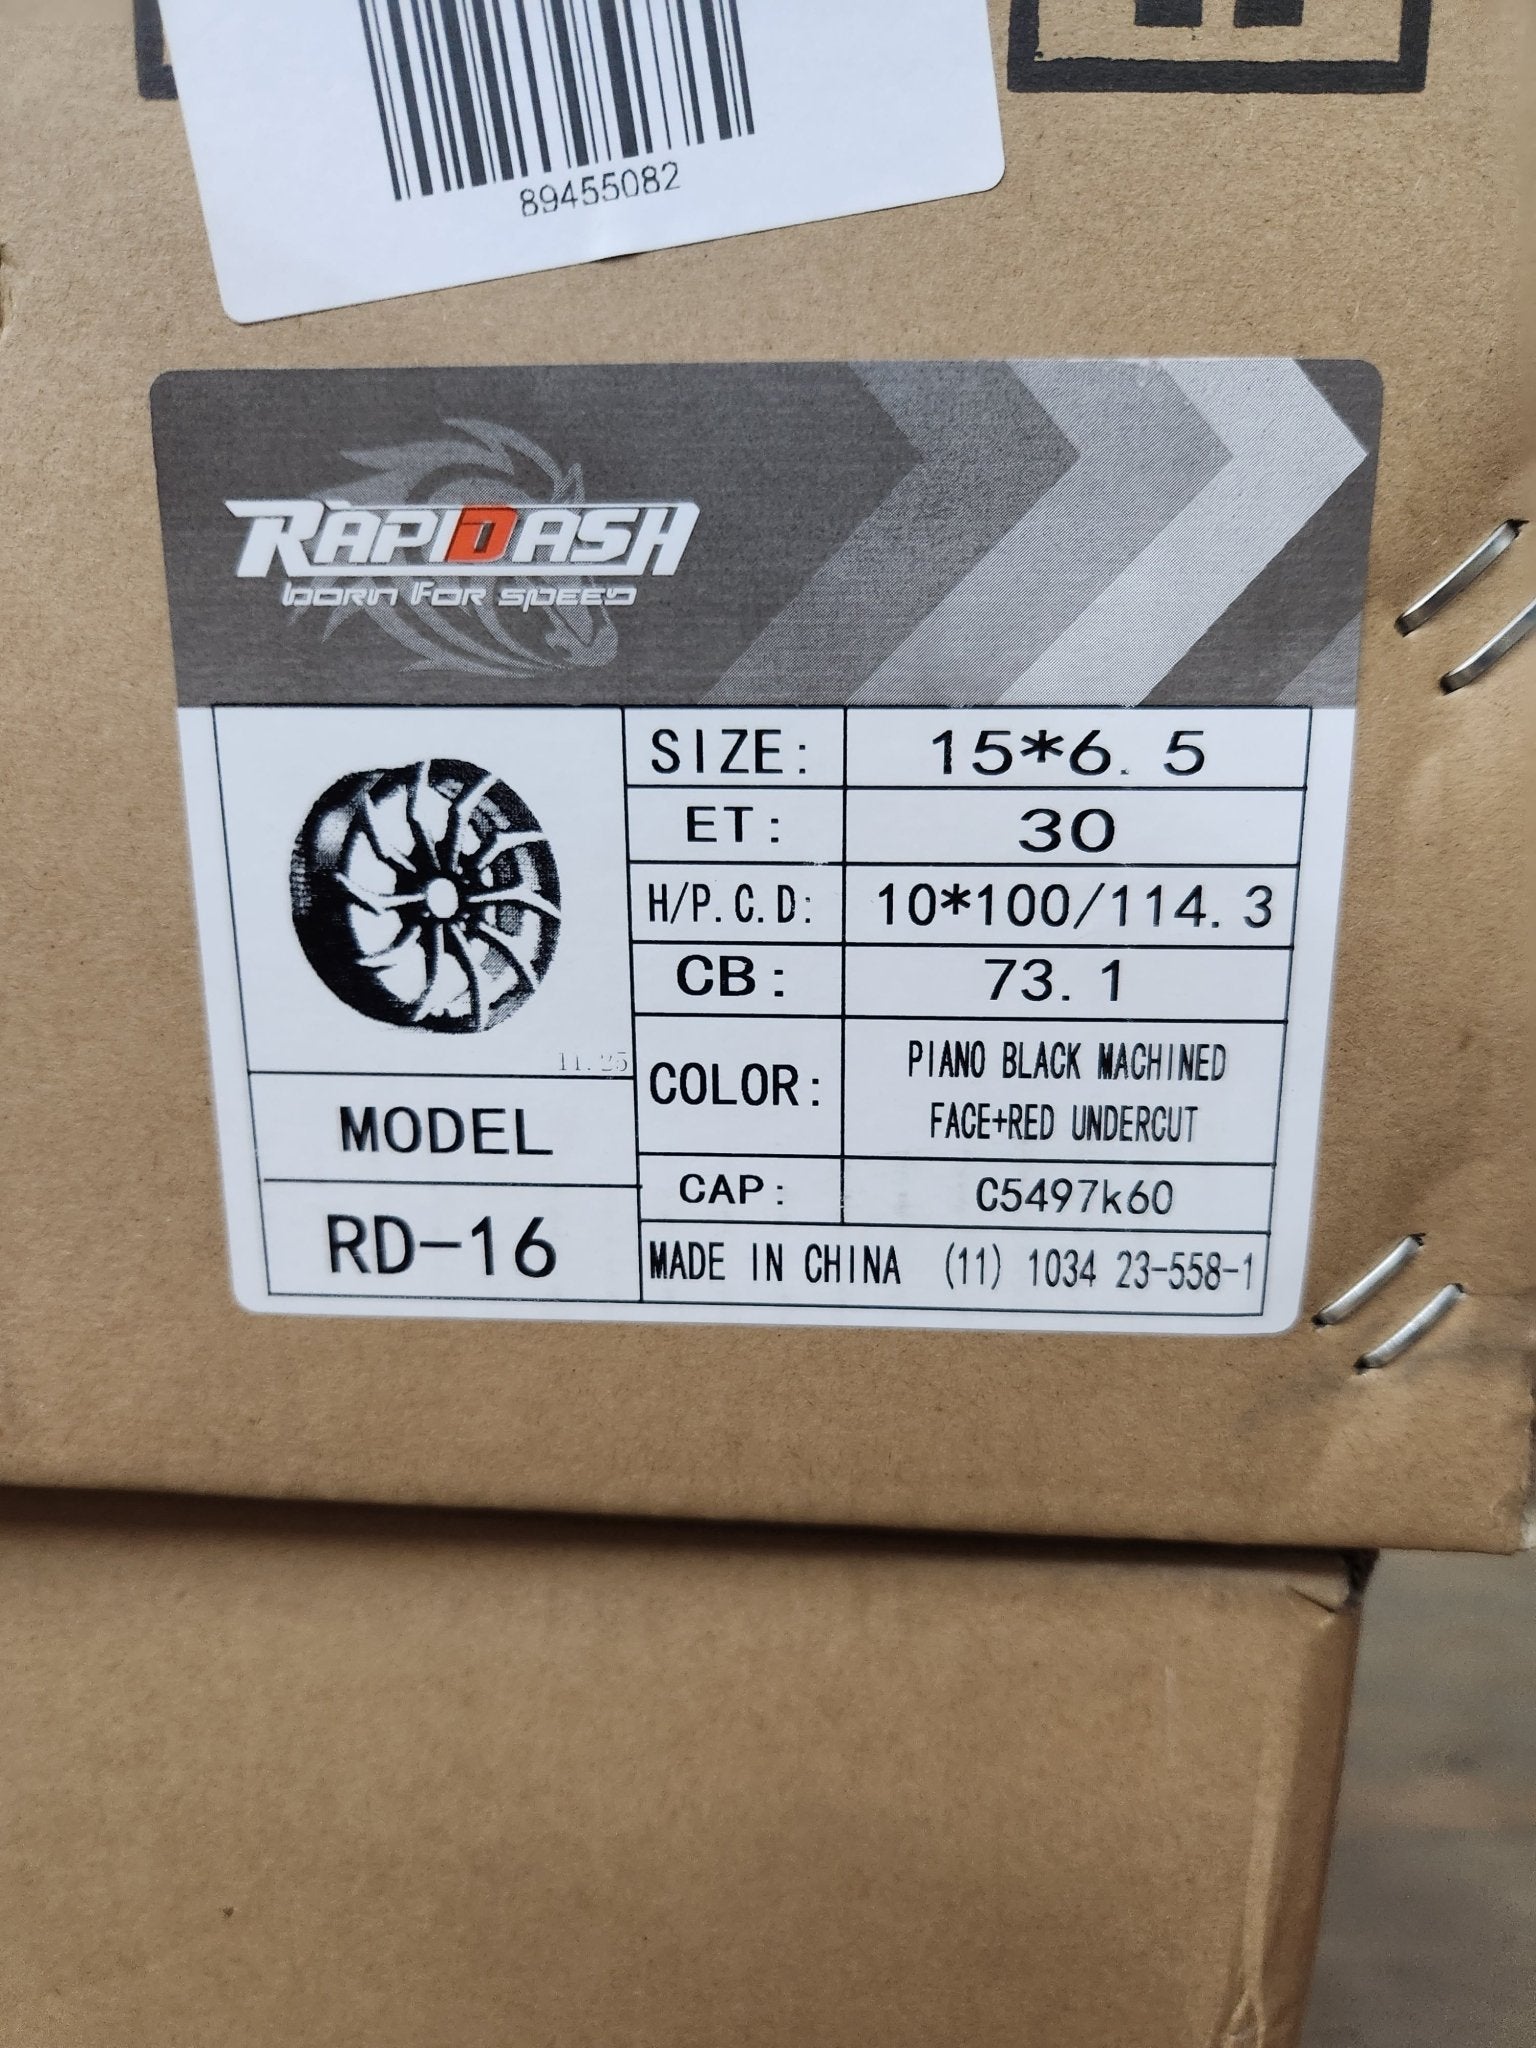 89455082
RAPIDASH
BORN FOR SPEED
SIZE: 15*6. 5
ET: 30
H/P.C.D: 10*100/114. 3
CB: 73. 1
11. 25
COLOR: PIANO BLACK MACHINED
FACE+RED UNDERCUT
MODEL
CAP: C5497k60
RD-16
MADE IN CHINA (11) 1034 23-558-1